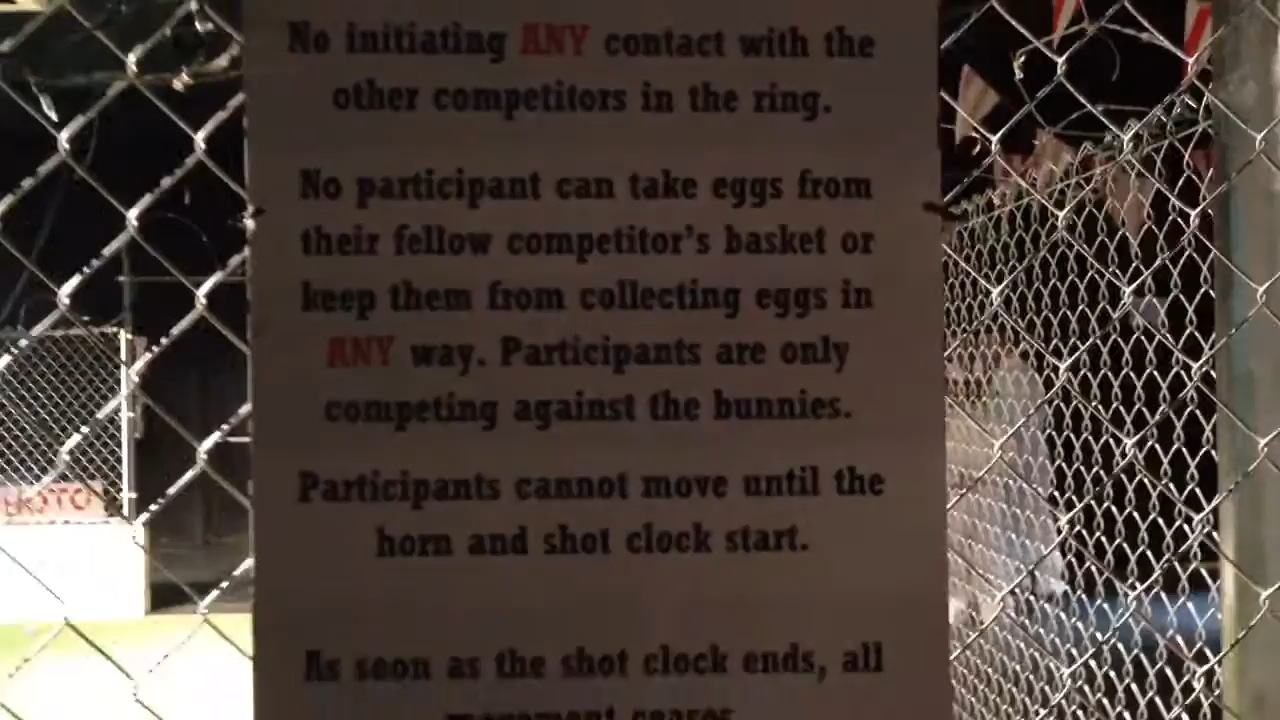 No initiating ANY contact with the
other competitors in the ring.
No participant can take eggs from
their fellow competitor's basket or
keep them from collecting eggs in
ANY way. Participants are only
competing against the bunnies.
Participants cannot move until the
horn and shot clock start.
As soon as the shot clock ends, all
movement ceases